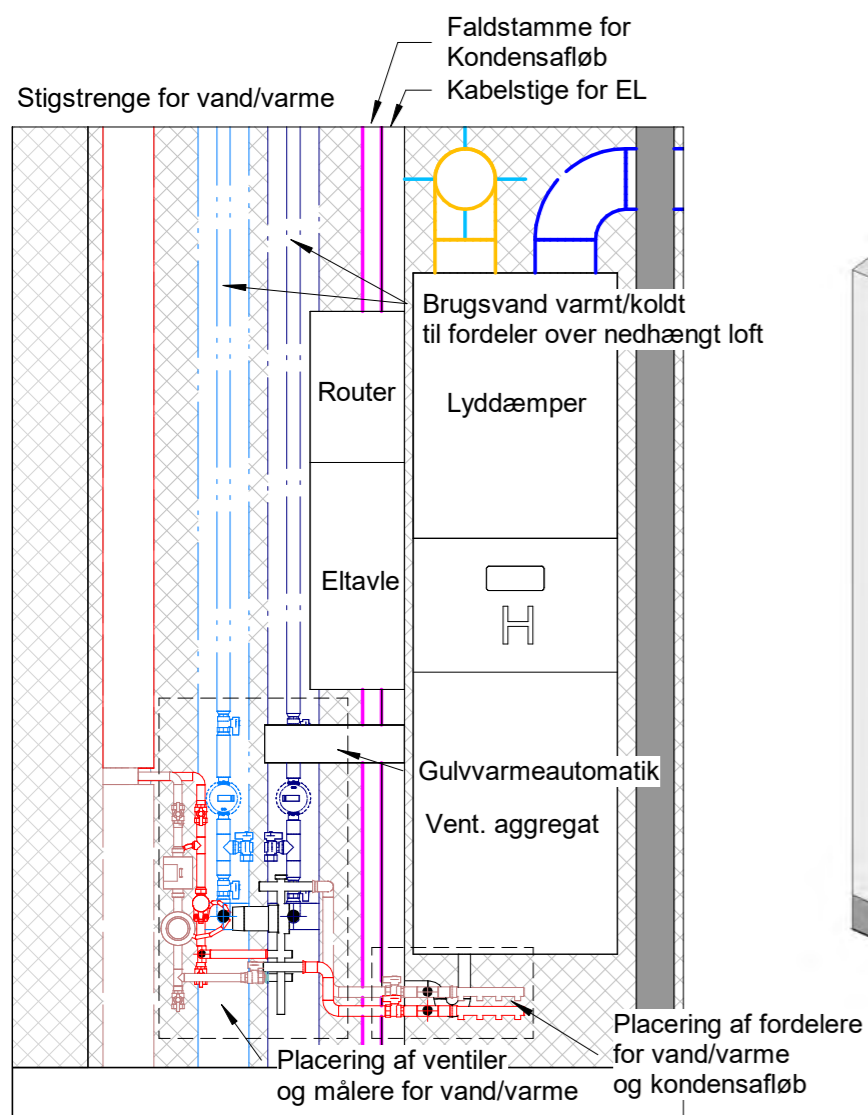 Faldstamme for
Kondensafløb
Stigstrenge for vand/varme
Kabelstige for EL
Brugsvand varmt/koldt
til fordeler over nedhængt loft
Router
Lyddæmper
Eltavle
Gulvvarmeautomatik
Vent. aggregat
Placering af ventiler
og målere for vand/varme
Placering af fordelere
for vand/varme
og kondensafløb